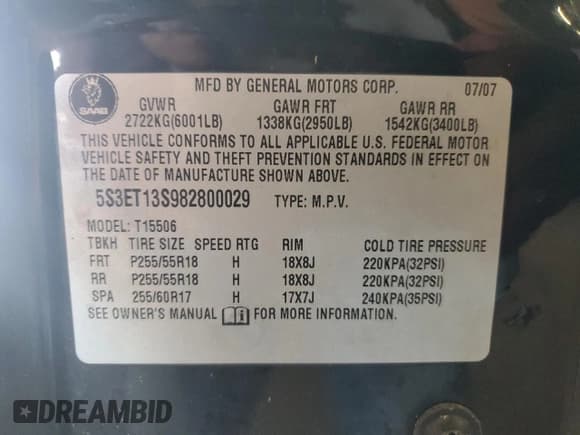 MFD BY GENERAL MOTORS CORP. 07/07
SAAB
GVWR GAWR FRT GAWR RR
2722KG(6001LB) 1338KG(2950LB) 1542KG(3400LB)
THIS VEHICLE CONFORMS TO ALL APPLICABLE U.S. FEDERAL MOTOR
VEHICLE SAFETY AND THEFT PREVENTION STANDARDS IN EFFECT ON
THE DATE OF MANUFACTURE SHOWN ABOVE.
5S3ET13S982800029 TYPE: M.P.V.
MODEL: T15506
TBKH TIRE SIZE SPEED RTG RIM COLD TIRE PRESSURE
FRT P255/55R18 H 18X8J 220KPA(32PSI)
RR P255/55R18 H 18X8J 220KPA(32PSI)
SPA 255/60R17 H 17X7J 240KPA(35PSI)
SEE OWNER'S MANUAL FOR MORE INFORMATION.
DREAMBID